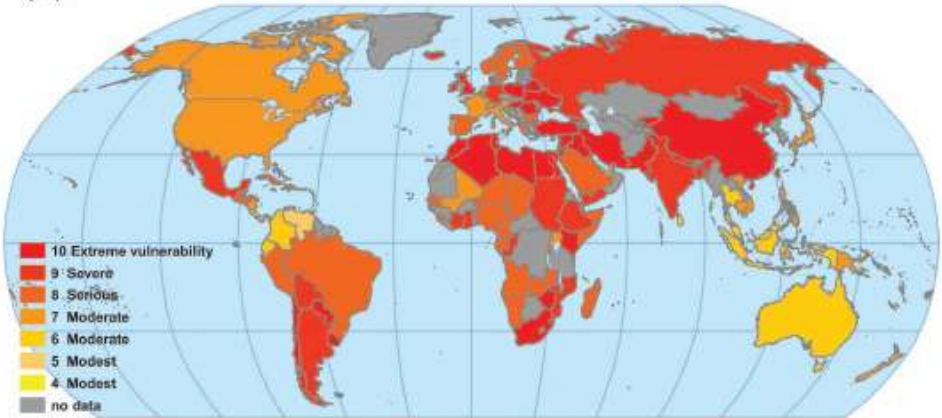 10 Extreme vulnerability
9 Severe
8 Serious
7 Moderate
6 Moderate
5 Modest
4 Modest
no data